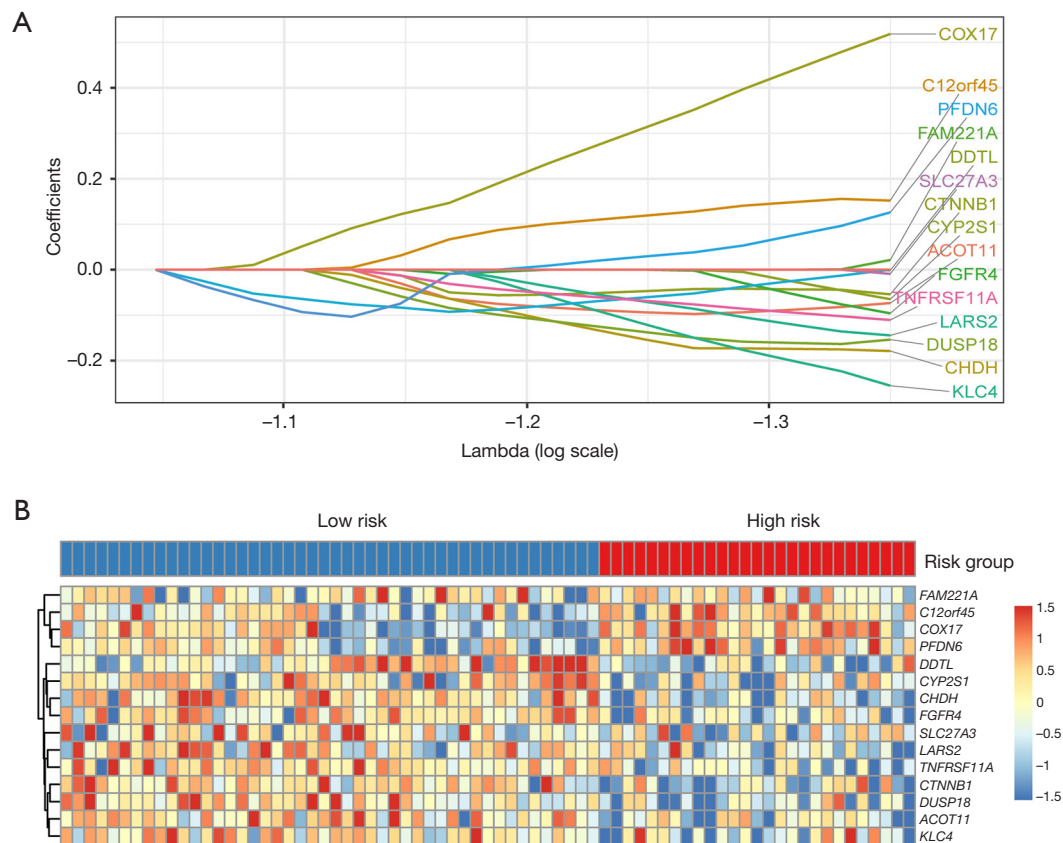 A
COX17
C12orf45
PFDN6
FAM221A
DDTL
SLC27A3
CTNNB1
CYP2S1
ACOT11
FGFR4
TNFRSF11A
LARS2
DUSP18
CHDH
KLC4
0.4
0.2
0.0
−0.2
Coefficients
−1.1 −1.2 −1.3
Lambda (log scale)
B
Low risk High risk
Risk group
FAM221A
C12orf45
COX17
PFDN6
DDTL
CYP2S1
CHDH
FGFR4
SLC27A3
LARS2
TNFRSF11A
CTNNB1
DUSP18
ACOT11
KLC4
1.5
1
0.5
0
−0.5
−1
−1.5